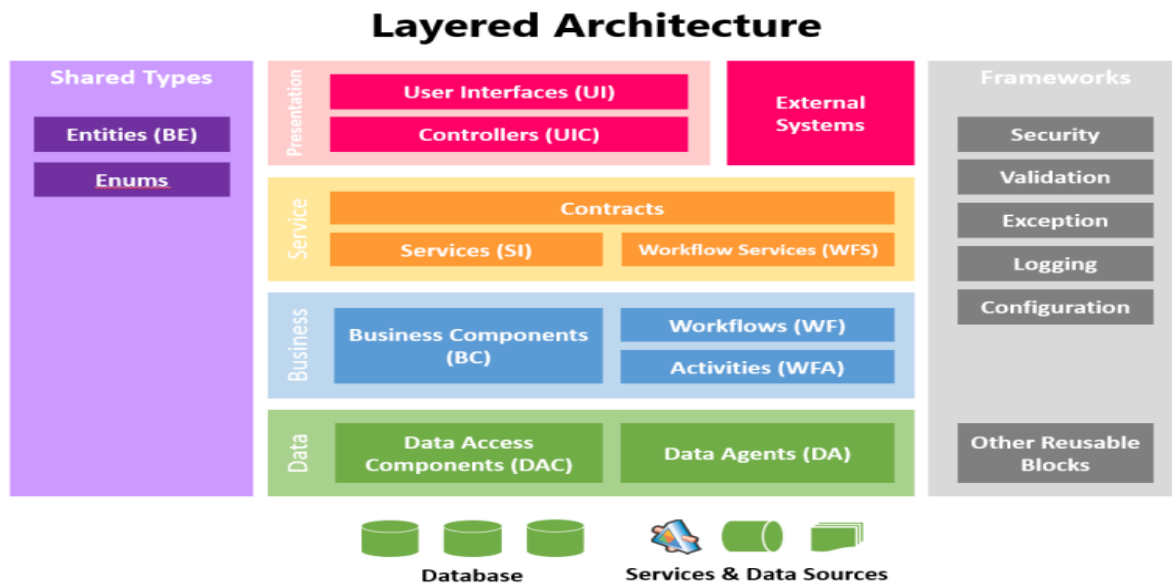 Layered Architecture
Shared Types
Entities (BE)
Enums
Presentation
User Interfaces (UI)
Controllers (UIC)
External
Systems
Service
Contracts
Services (SI)
Workflow Services (WFS)
Business
Business Components
(BC)
Workflows (WF)
Activities (WFA)
Data
Data Access
Components (DAC)
Data Agents (DA)
Frameworks
Security
Validation
Exception
Logging
Configuration
Other Reusable
Blocks
Database
Services & Data Sources